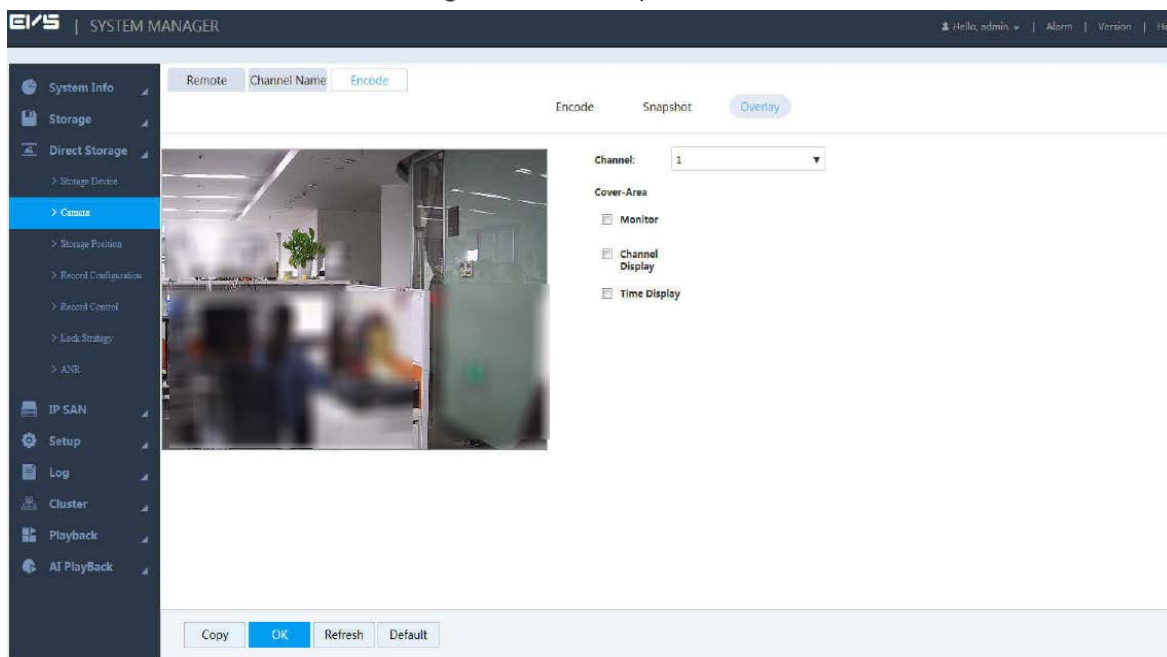 EVS | SYSTEM MANAGER
Hello, admin | Alarm | Version |
System Info
Storage
Direct Storage
> Storage Device
> Camera
> Storage Position
> Record Configuration
> Record Control
> Lock Strategy
> ANR
IP SAN
Setup
Log
Cluster
Playback
AI PlayBack
Remote Channel Name Encode
Encode Snapshot Overlay
Channel: 1
Cover-Area
Monitor
Channel
Display
Time Display
Copy OK Refresh Default